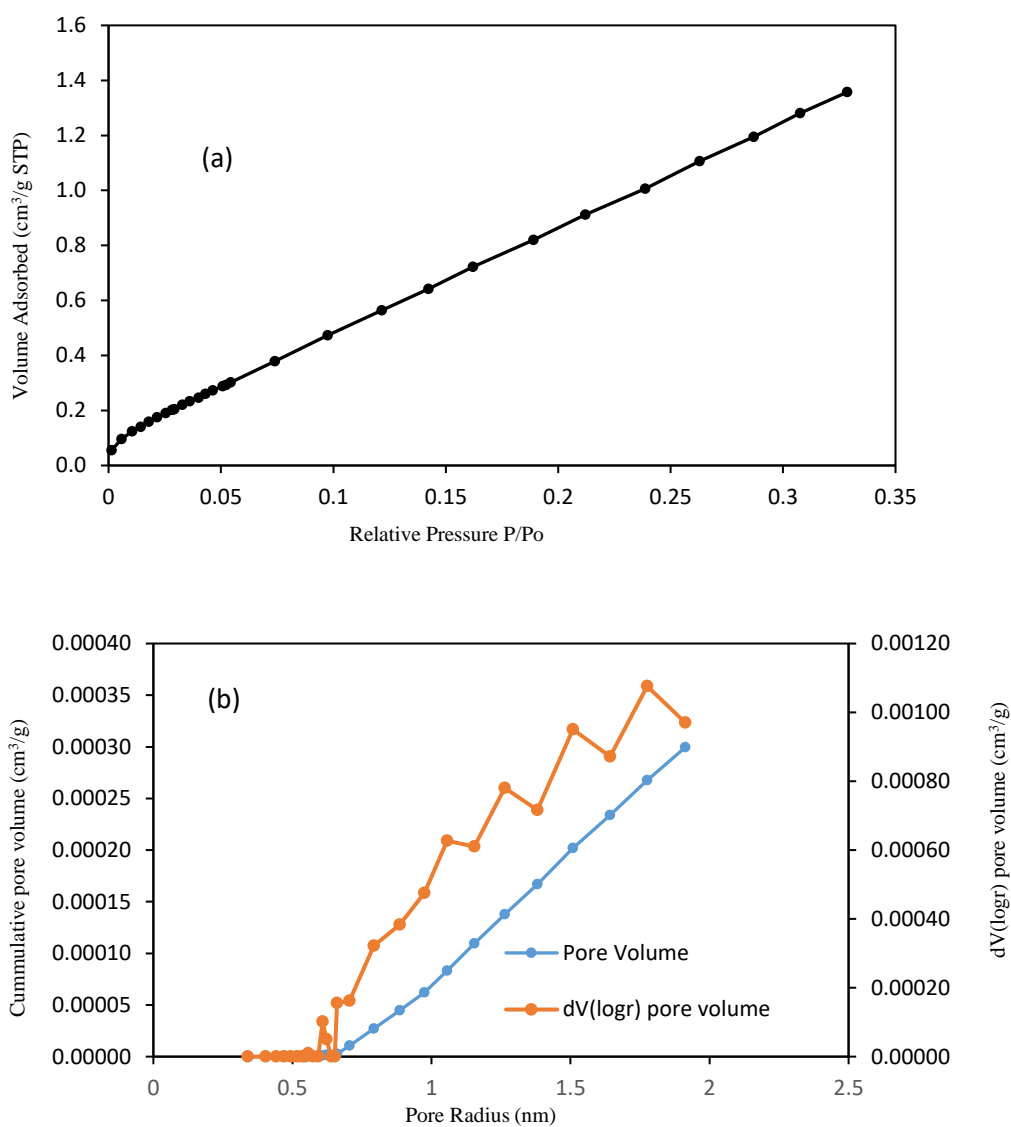 1.6
1.4
1.2
1.0
0.8
0.6
0.4
0.2
0.0
Volume Adsorbed (cm³/g STP)
(a)
0 0.05 0.1 0.15 0.2 0.25 0.3 0.35
Relative Pressure P/Po
0.00040
0.00035
0.00030
0.00025
0.00020
0.00015
0.00010
0.00005
0.00000
Cummulative pore volume (cm³/g)
(b)
Pore Volume
dV(logr) pore volume
0.00120
0.00100
0.00080
0.00060
0.00040
0.00020
0.00000
dV(logr) pore volume (cm³/g)
0 0.5 1 1.5 2 2.5
Pore Radius (nm)